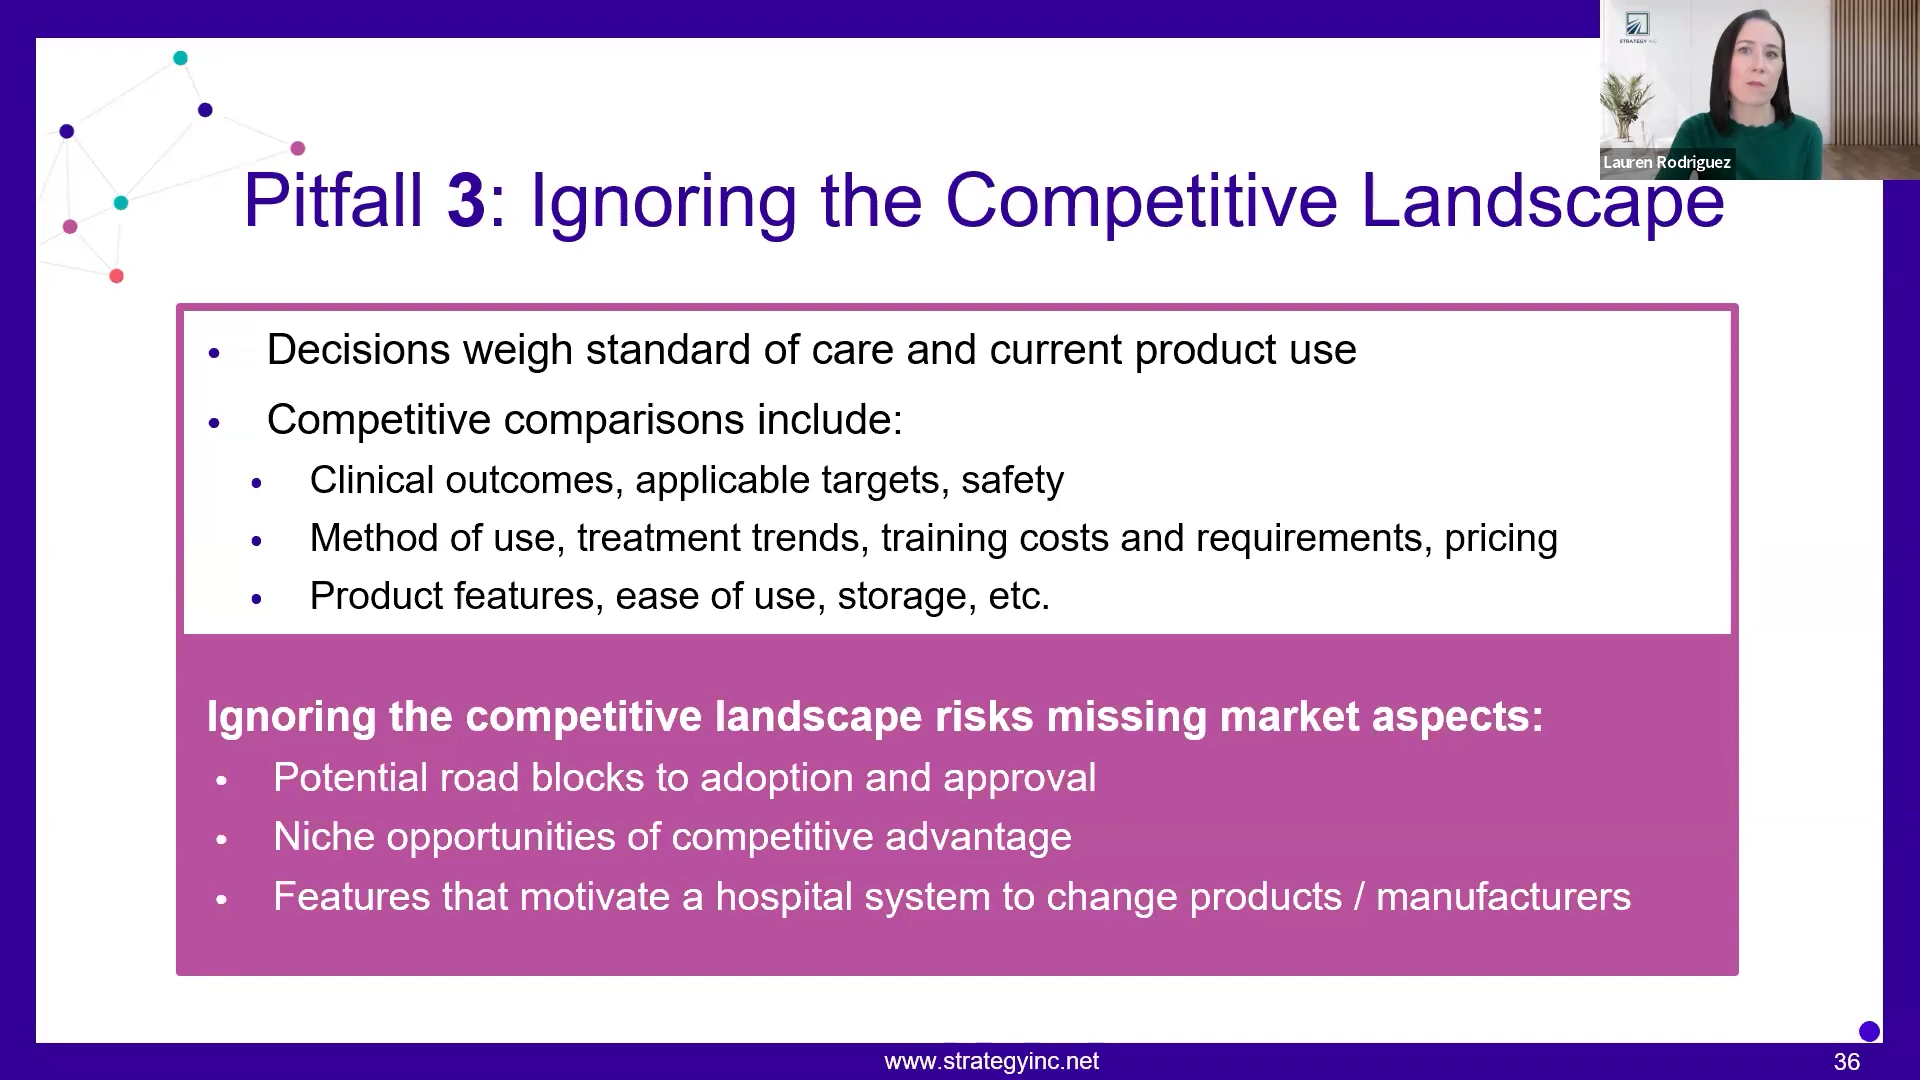 STRATEGY INC
Lauren Rodriguez
Pitfall 3: Ignoring the Competitive Landscape
• Decisions weigh standard of care and current product use
• Competitive comparisons include:
• Clinical outcomes, applicable targets, safety
• Method of use, treatment trends, training costs and requirements, pricing
• Product features, ease of use, storage, etc.
Ignoring the competitive landscape risks missing market aspects:
• Potential road blocks to adoption and approval
• Niche opportunities of competitive advantage
• Features that motivate a hospital system to change products / manufacturers
www.strategyinc.net
36